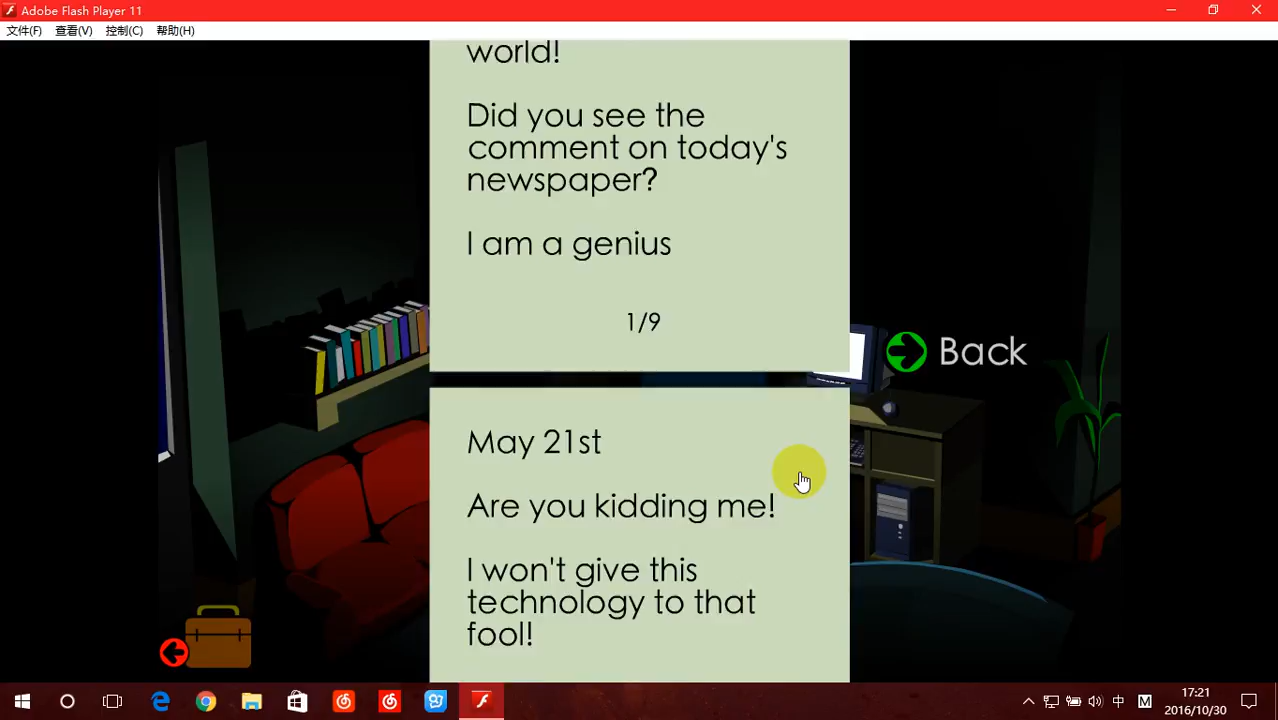 Adobe Flash Player 11
文件(F) 查看(V) 控制(C) 帮助(H)
world!
Did you see the
comment on today's
newspaper?
I am a genius
1/9
Back
May 21st
Are you kidding me!
I won't give this
technology to that
fool!
中 M 17:21
2016/10/30